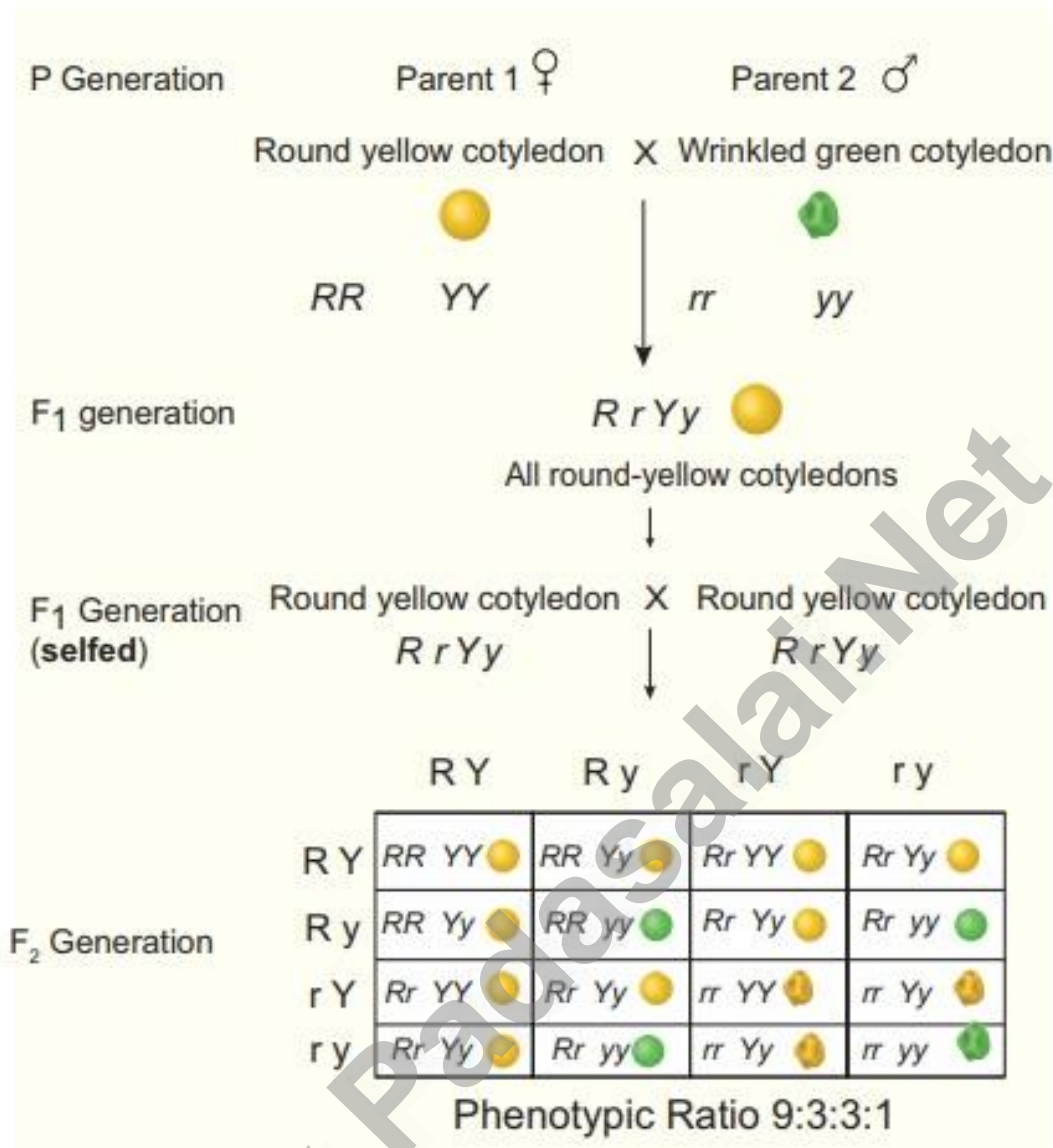 P Generation Parent 1 ♀ Parent 2 ♂
Round yellow cotyledon X Wrinkled green cotyledon
RR YY rr yy
F1 generation R r Y y
All round-yellow cotyledons
F1 Generation (selfed) Round yellow cotyledon X Round yellow cotyledon
R r Y y R r Y y
R Y R y r Y r y
R Y RR YY RR Yy Rr YY Rr Yy
F2 Generation
R y RR Yy RR yy Rr Yy Rr yy
r Y Rr YY Rr Yy rr YY rr Yy
r y Rr Yy Rr yy rr Yy rr yy
Phenotypic Ratio 9:3:3:1
Padasalai.Net